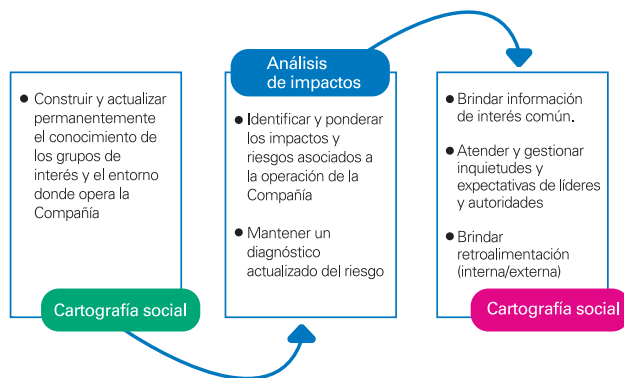 ● Construir y actualizar
permanentemente
el conocimiento de
los grupos de
interés y el entorno
donde opera la
Compañía
Cartografía social
Análisis
de impactos
● Identificar y ponderar
los impactos y
riesgos asociados a
la operación de la
Compañía
● Mantener un
diagnóstico
actualizado del riesgo
● Brindar información
de interés común.
● Atender y gestionar
inquietudes y
expectativas de líderes
y autoridades
● Brindar
retroalimentación
(interna/externa)
Cartografía social